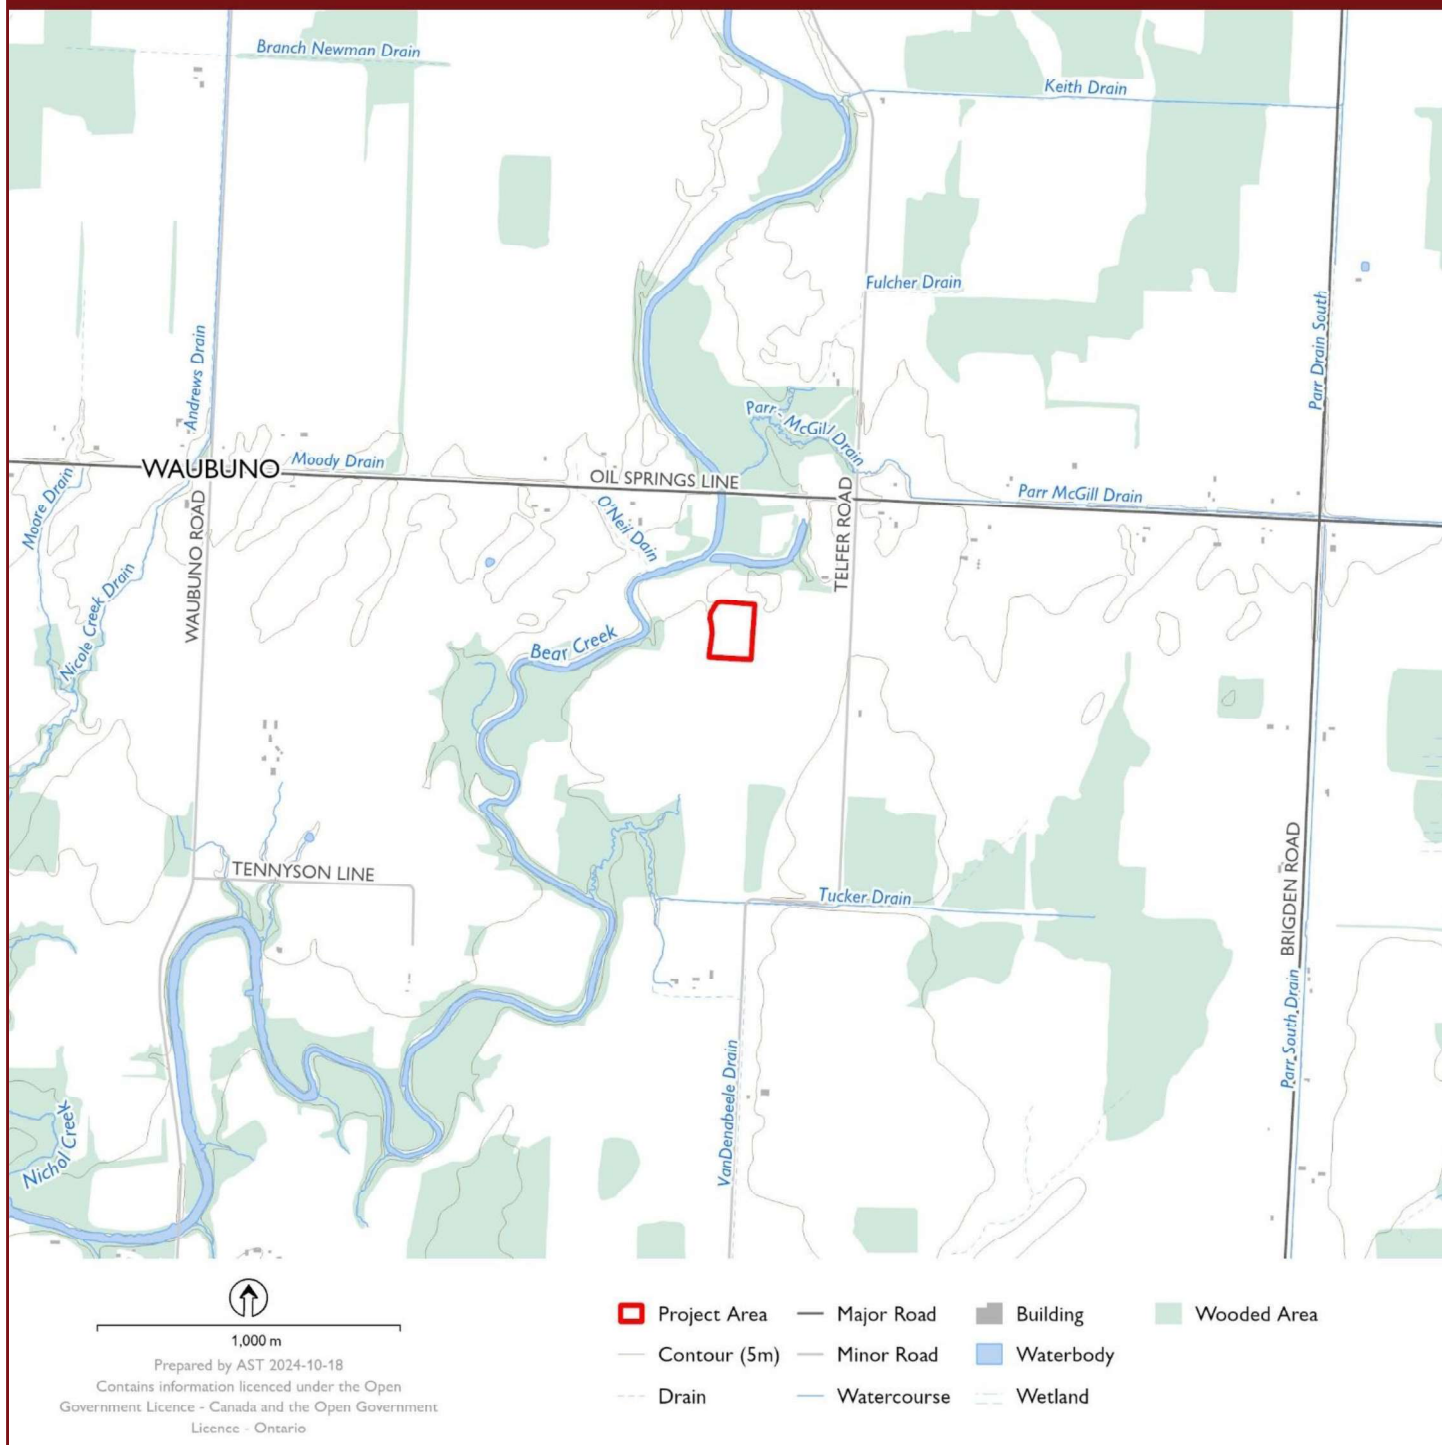 Branch Newman Drain
Keith Drain
Fulcher Drain
Andrews Drain
Parr Drain South
Parr - McGill Drain
WAUBUNO
Moody Drain
OIL SPRINGS LINE
Parr McGill Drain
Moore Drain
O'Neil Dain
TELFER ROAD
WAUBUNO ROAD
Nicole Creek Drain
Bear Creek
TENNYSON LINE
Tucker Drain
BRIGDEN ROAD
VanDenabeele Drain
Parr South Drain
Nichol Creek
1,000 m
Prepared by AST 2024-10-18
Contains information licenced under the Open
Government Licence - Canada and the Open Government
Licence - Ontario
Project Area
Major Road
Building
Wooded Area
Contour (5m)
Minor Road
Waterbody
Drain
Watercourse
Wetland